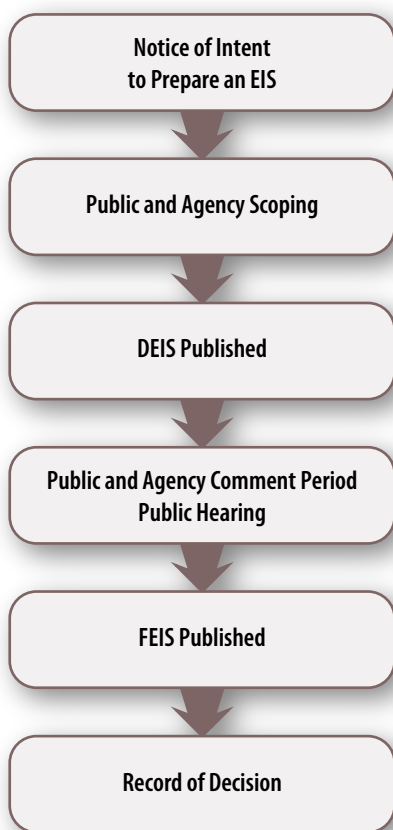 Notice of Intent
to Prepare an EIS
Public and Agency Scoping
DEIS Published
Public and Agency Comment Period
Public Hearing
FEIS Published
Record of Decision